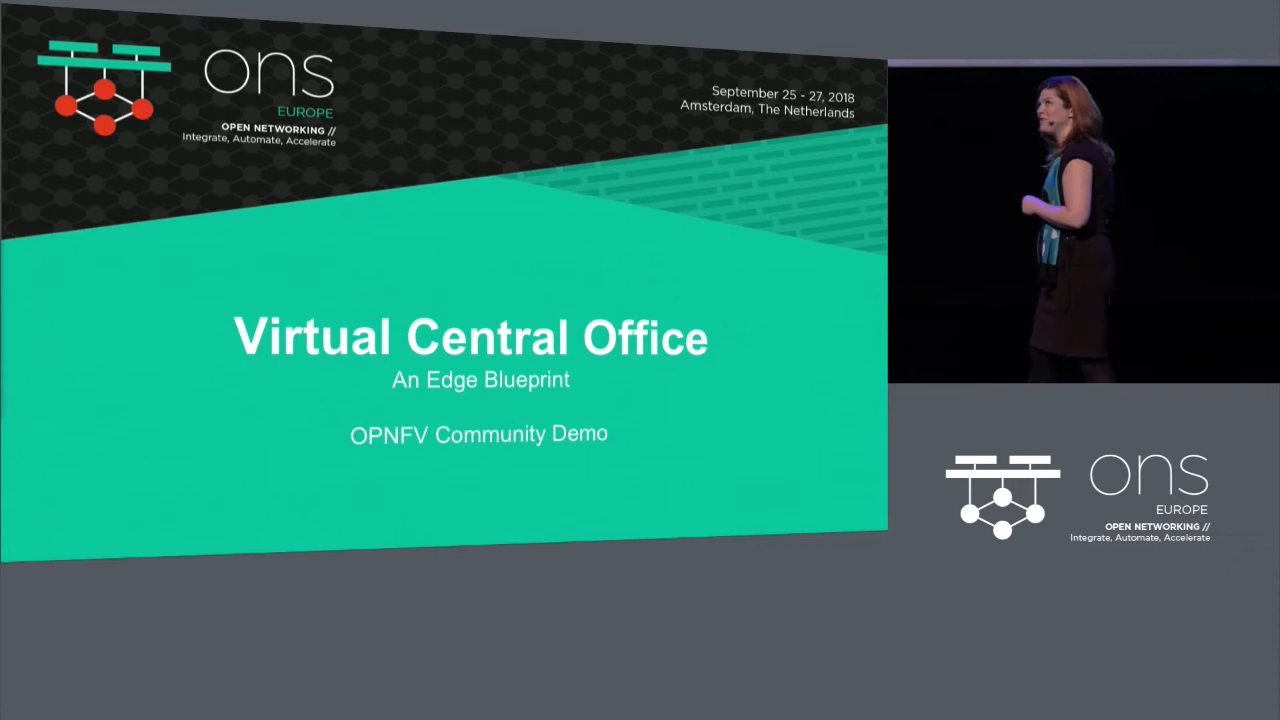 ons
EUROPE
OPEN NETWORKING //
Integrate, Automate, Accelerate
September 25 - 27, 2018
Amsterdam, The Netherlands
Virtual Central Office
An Edge Blueprint
OPNFV Community Demo
ons
EUROPE
OPEN NETWORKING //
Integrate, Automate, Accelerate